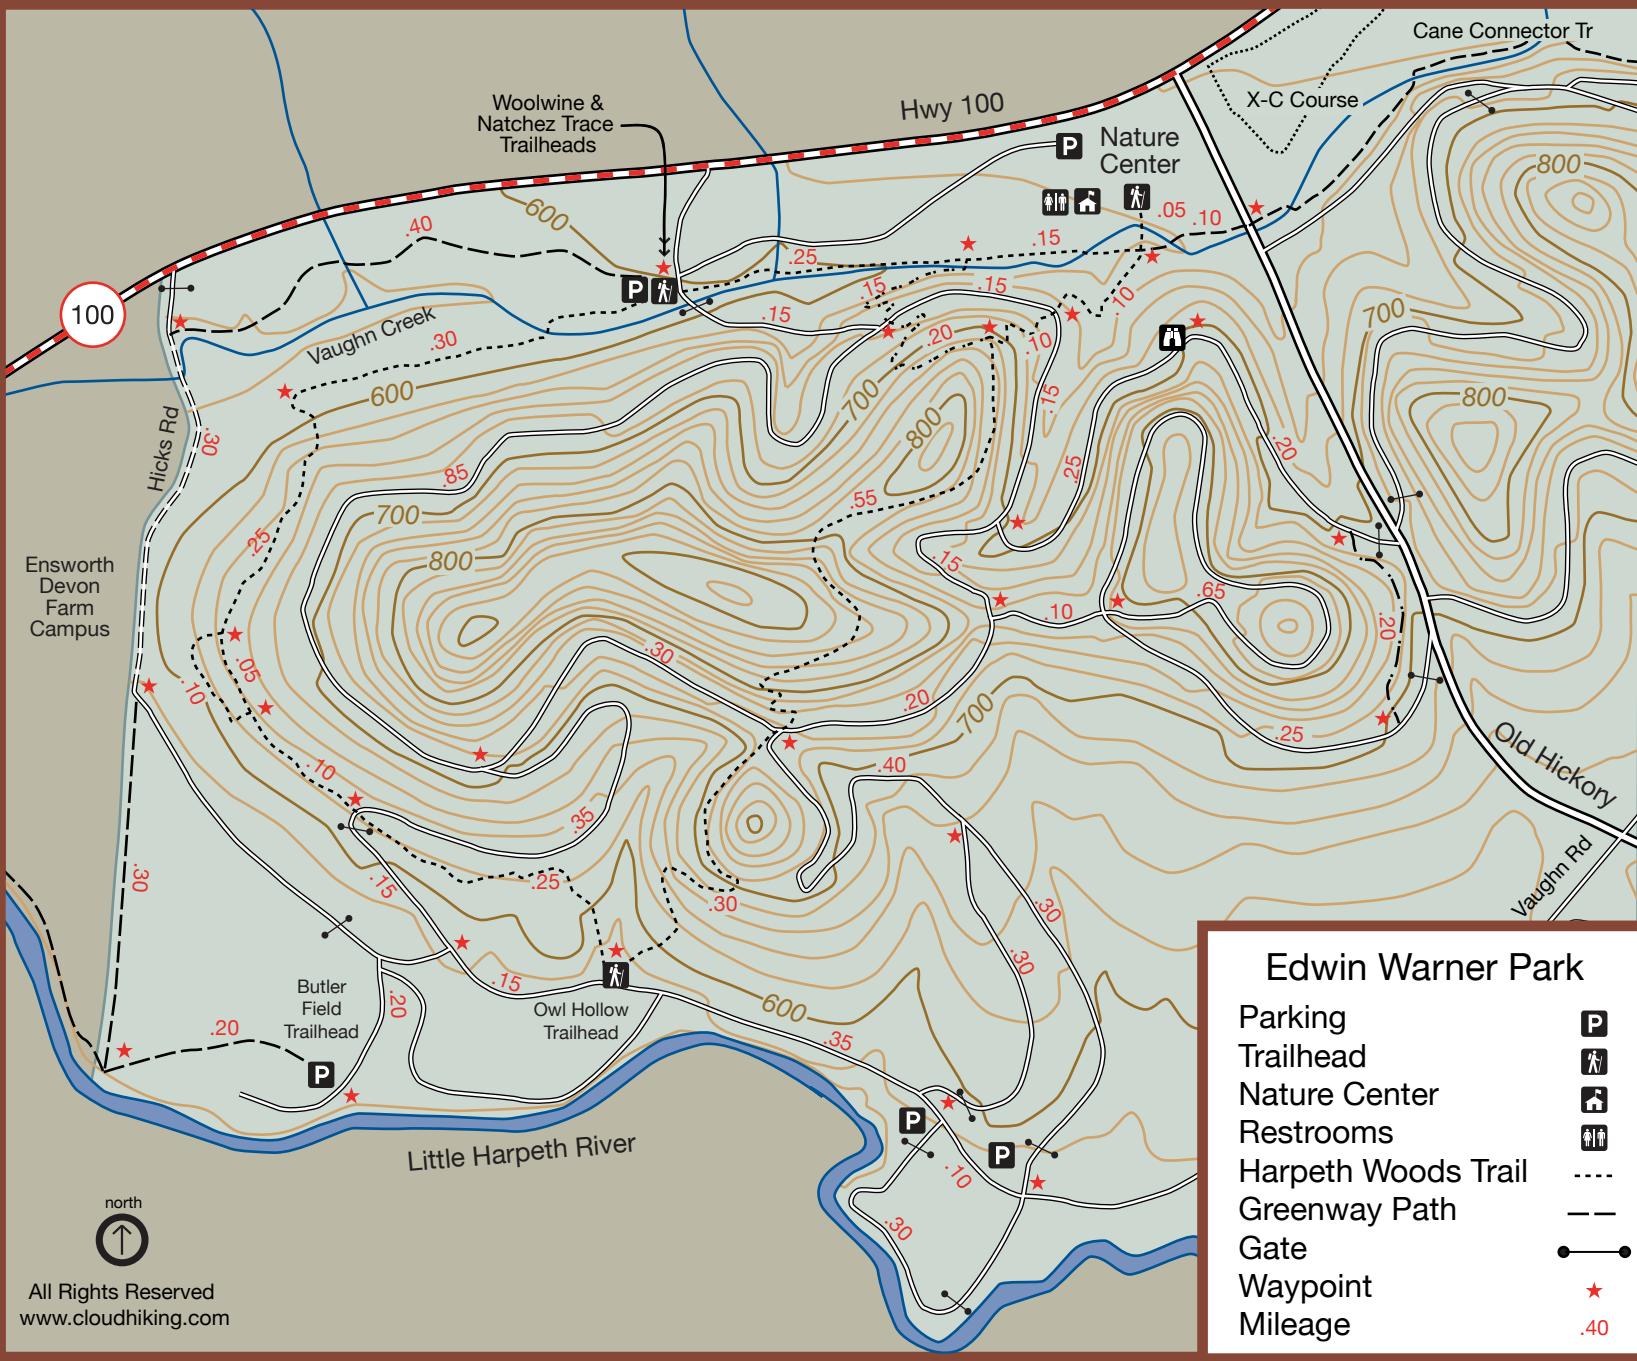 Cane Connector Tr
X-C Course
Hwy 100
Woolwine &
Natchez Trace
Trailheads
P
Nature
Center
800
600
.40
.05
.10
.15
.25
.15
.15
.15
.10
100
Vaughn Creek
P
.30
.20
.10
700
600
700
800
.15
800
Hicks Rd
.30
.85
.25
.20
.55
700
.25
800
.15
Ensworth
Devon
Farm
Campus
.65
.10
.20
.05
.10
.30
.20
700
.25
Old Hickory
.10
.40
.35
Vaughn Rd
.30
.15
.25
.30
.30
.30
.15
Butler
Field
Trailhead
.20
Owl Hollow
Trailhead
600
.35
.20
P
P
P
.10
.30
Little Harpeth River
north
All Rights Reserved
www.cloudhiking.com
Edwin Warner Park
Parking P
Trailhead
Nature Center
Restrooms
Harpeth Woods Trail
Greenway Path
Gate
Waypoint
Mileage .40